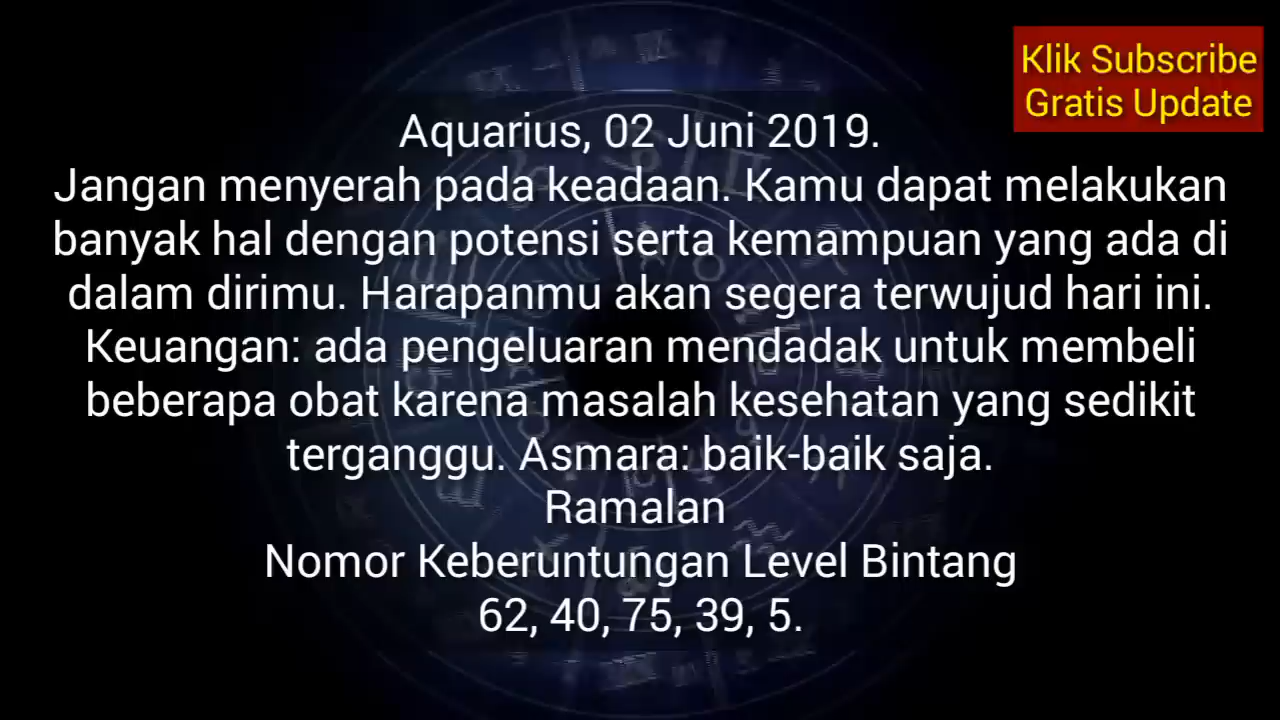 Klik Subscribe
Gratis Update
Aquarius, 02 Juni 2019.
Jangan menyerah pada keadaan. Kamu dapat melakukan
banyak hal dengan potensi serta kemampuan yang ada di
dalam dirimu. Harapanmu akan segera terwujud hari ini.
Keuangan: ada pengeluaran mendadak untuk membeli
beberapa obat karena masalah kesehatan yang sedikit
terganggu. Asmara: baik-baik saja.
Ramalan
Nomor Keberuntungan Level Bintang
62, 40, 75, 39, 5.